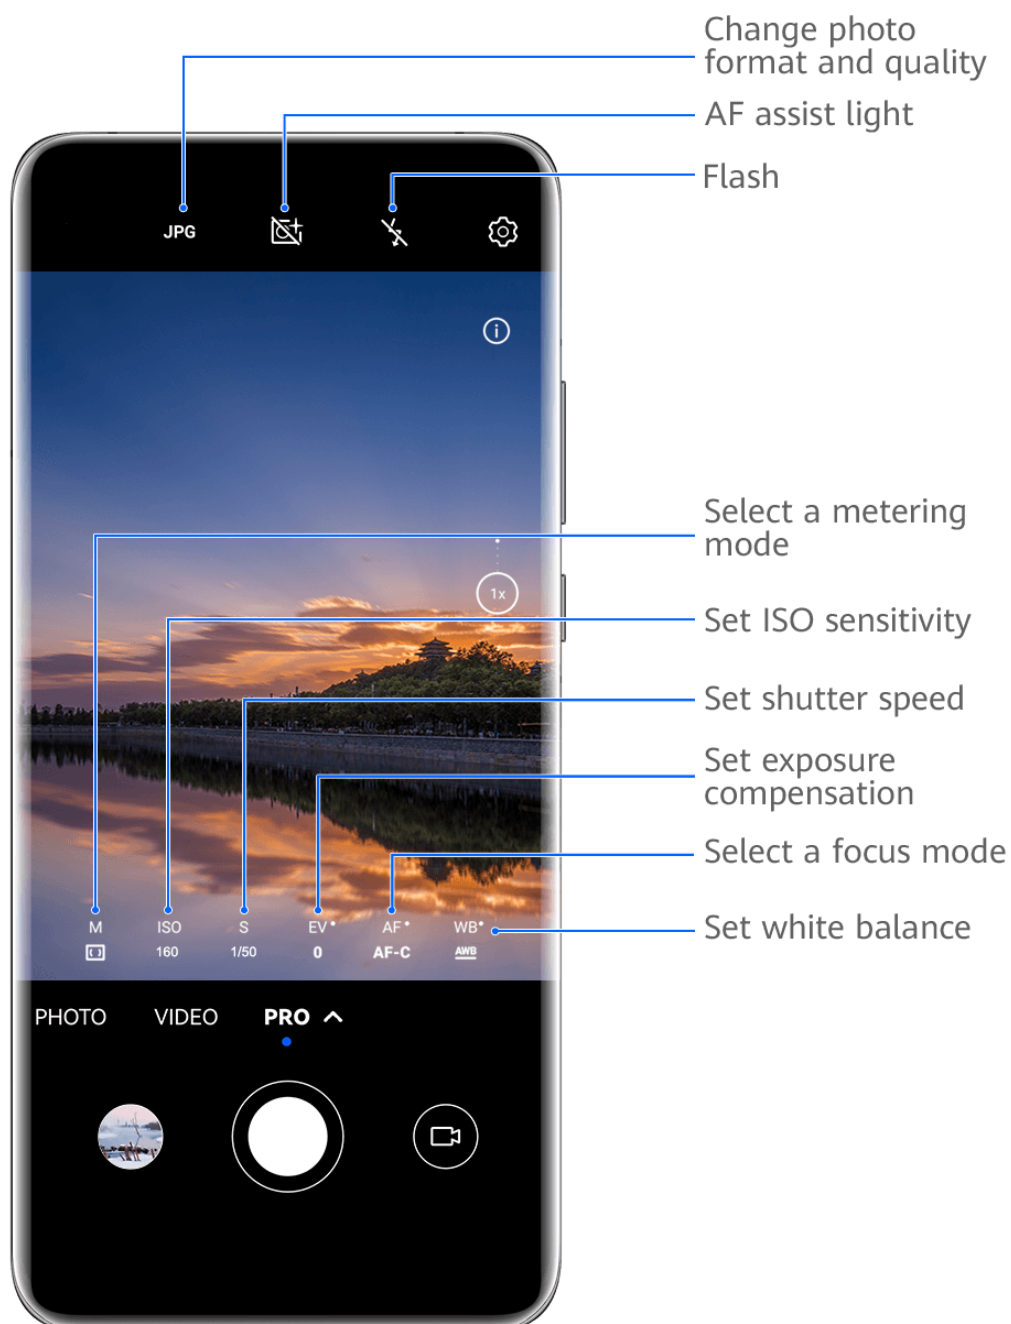 Change photo
format and quality
AF assist light
Flash
JPG
Select a metering
mode
1x
Set ISO sensitivity
Set shutter speed
Set exposure
compensation
Select a focus mode
Set white balance
M ISO S EV• AF• WB•
160 1/50 0 AF-C AWB
PHOTO VIDEO PRO